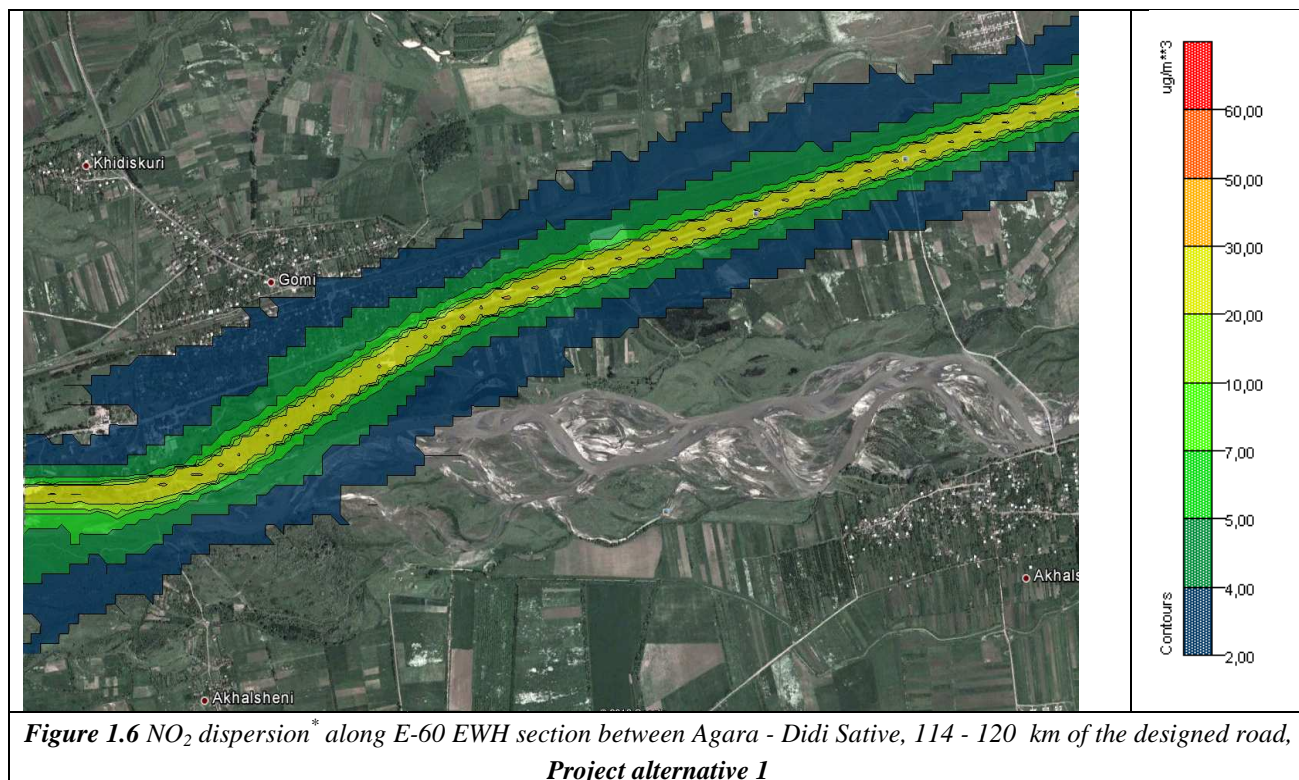 Khidiskuri
Gomi
Akhals
Akhalsheni
ug/m**3
60,00
50,00
30,00
20,00
10,00
7,00
5,00
4,00
2,00
Contours
Figure 1.6 NO₂ dispersion* along E-60 EWH section between Agara - Didi Sative, 114 - 120 km of the designed road,
Project alternative 1